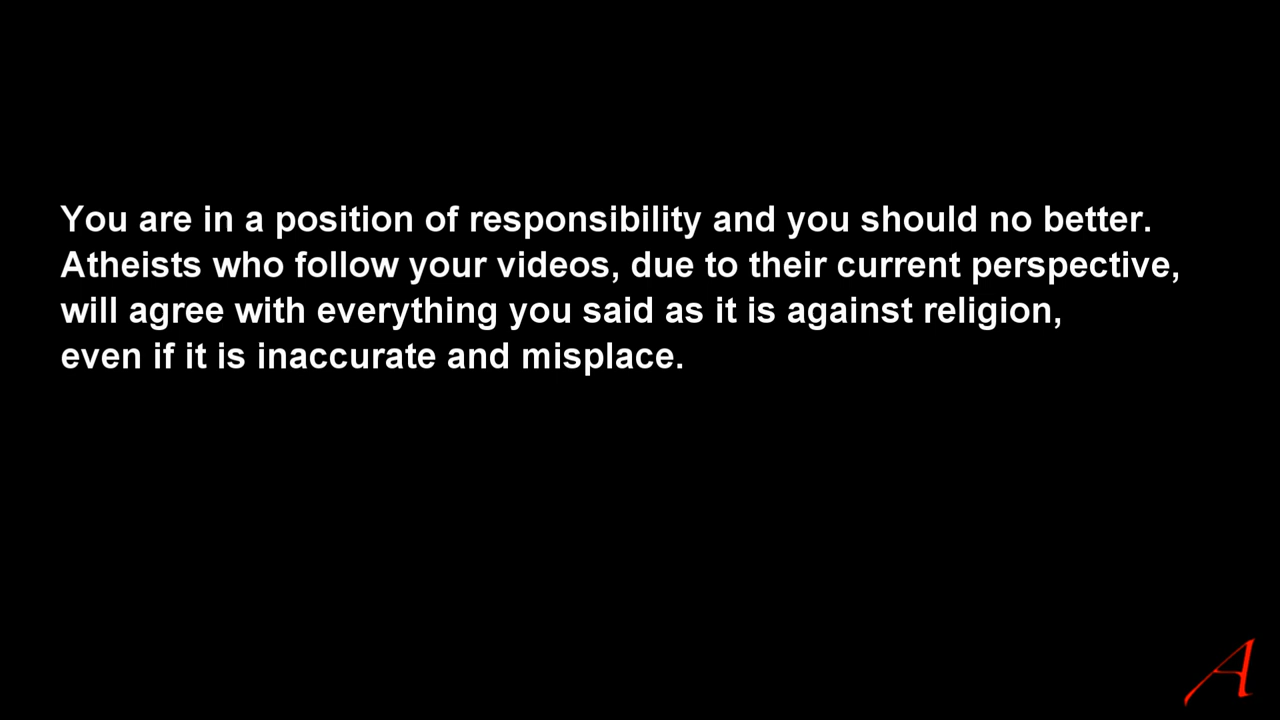 You are in a position of responsibility and you should no better.
Atheists who follow your videos, due to their current perspective,
will agree with everything you said as it is against religion,
even if it is inaccurate and misplace.
A